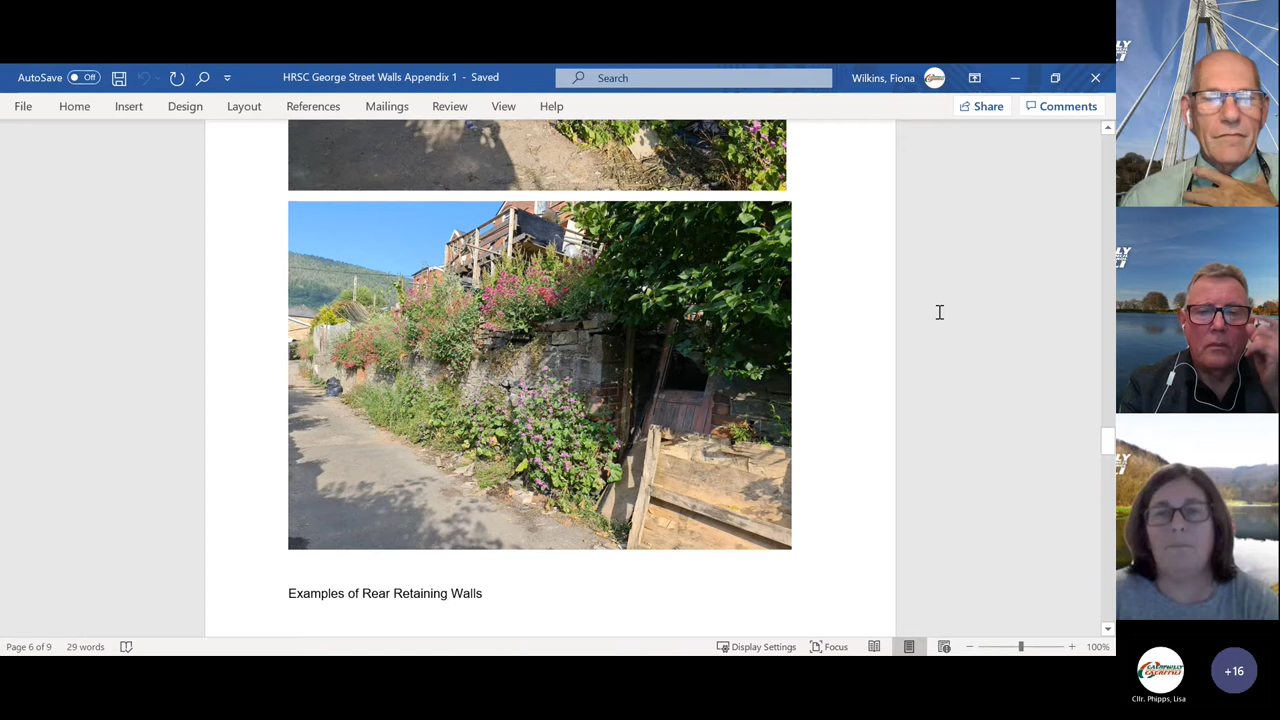 AutoSave Off
HRSC George Street Walls Appendix 1 - Saved
Search
Wilkins, Fiona
File Home Insert Design Layout References Mailings Review View Help
Share Comments
Examples of Rear Retaining Walls
Page 6 of 9 29 words
Display Settings Focus 100%
+16
Cllr. Phipps, Lisa